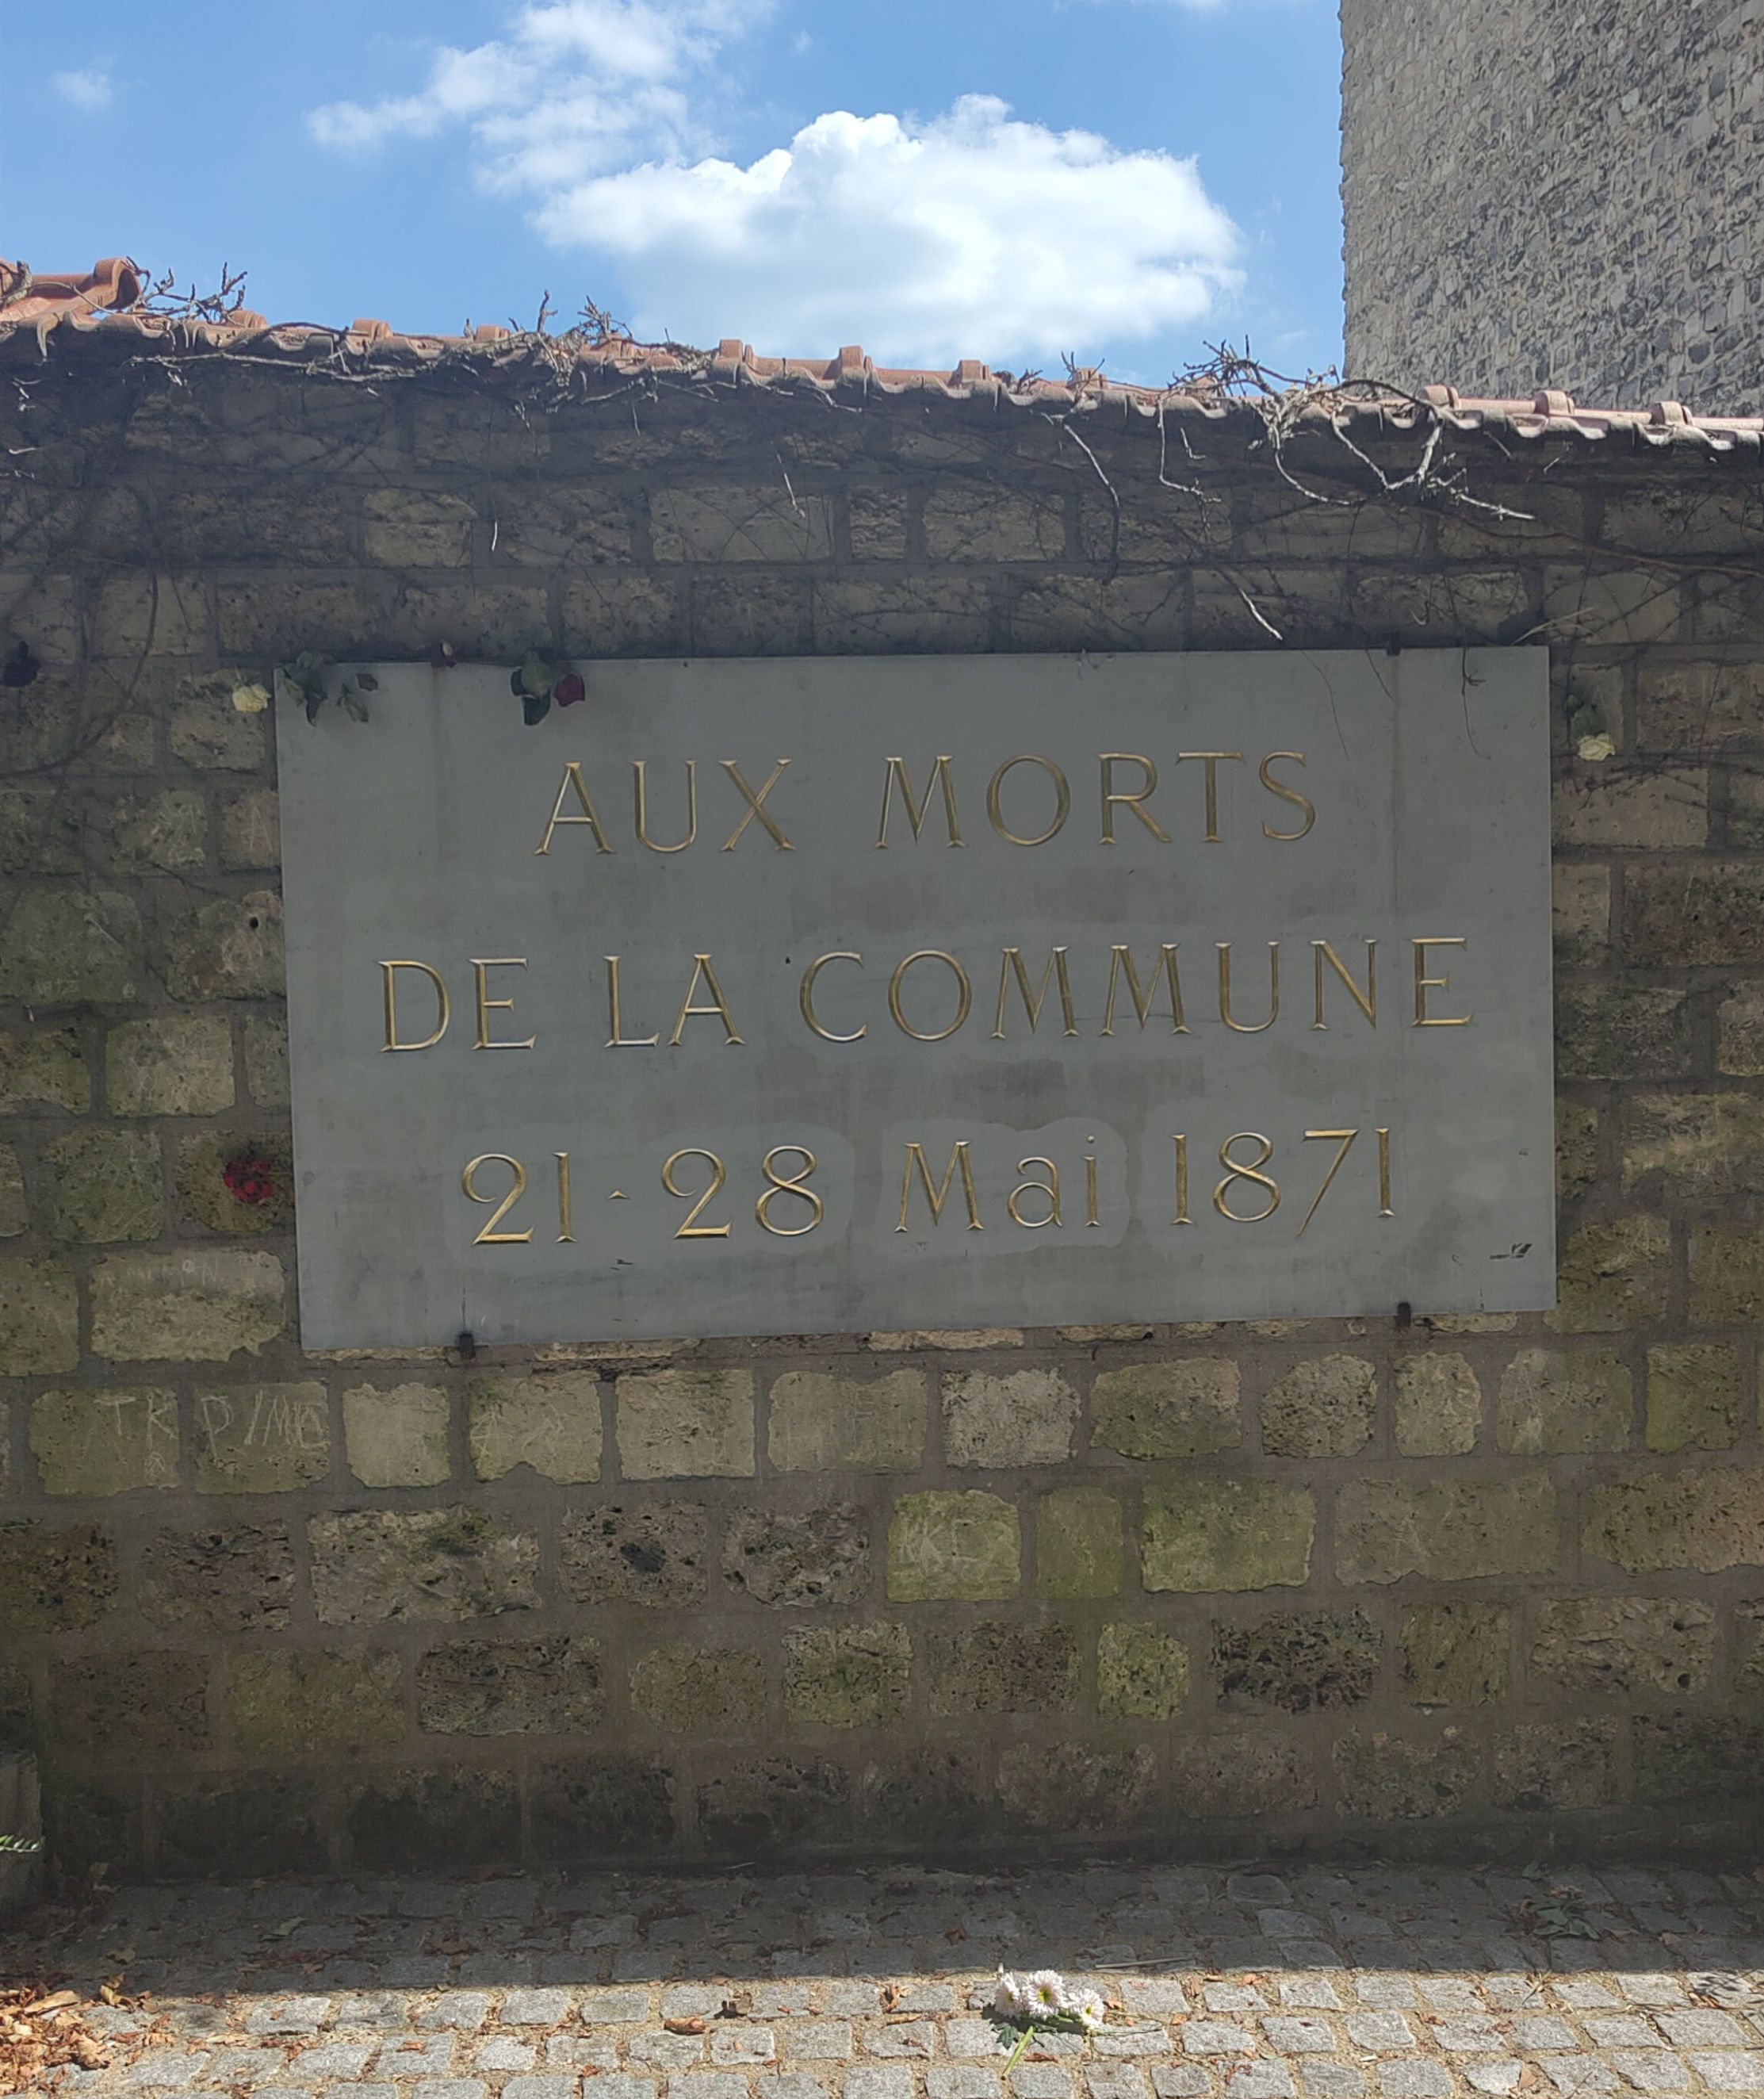 AUX MORTS
DE LA COMMUNE
21-28 Mai 1871